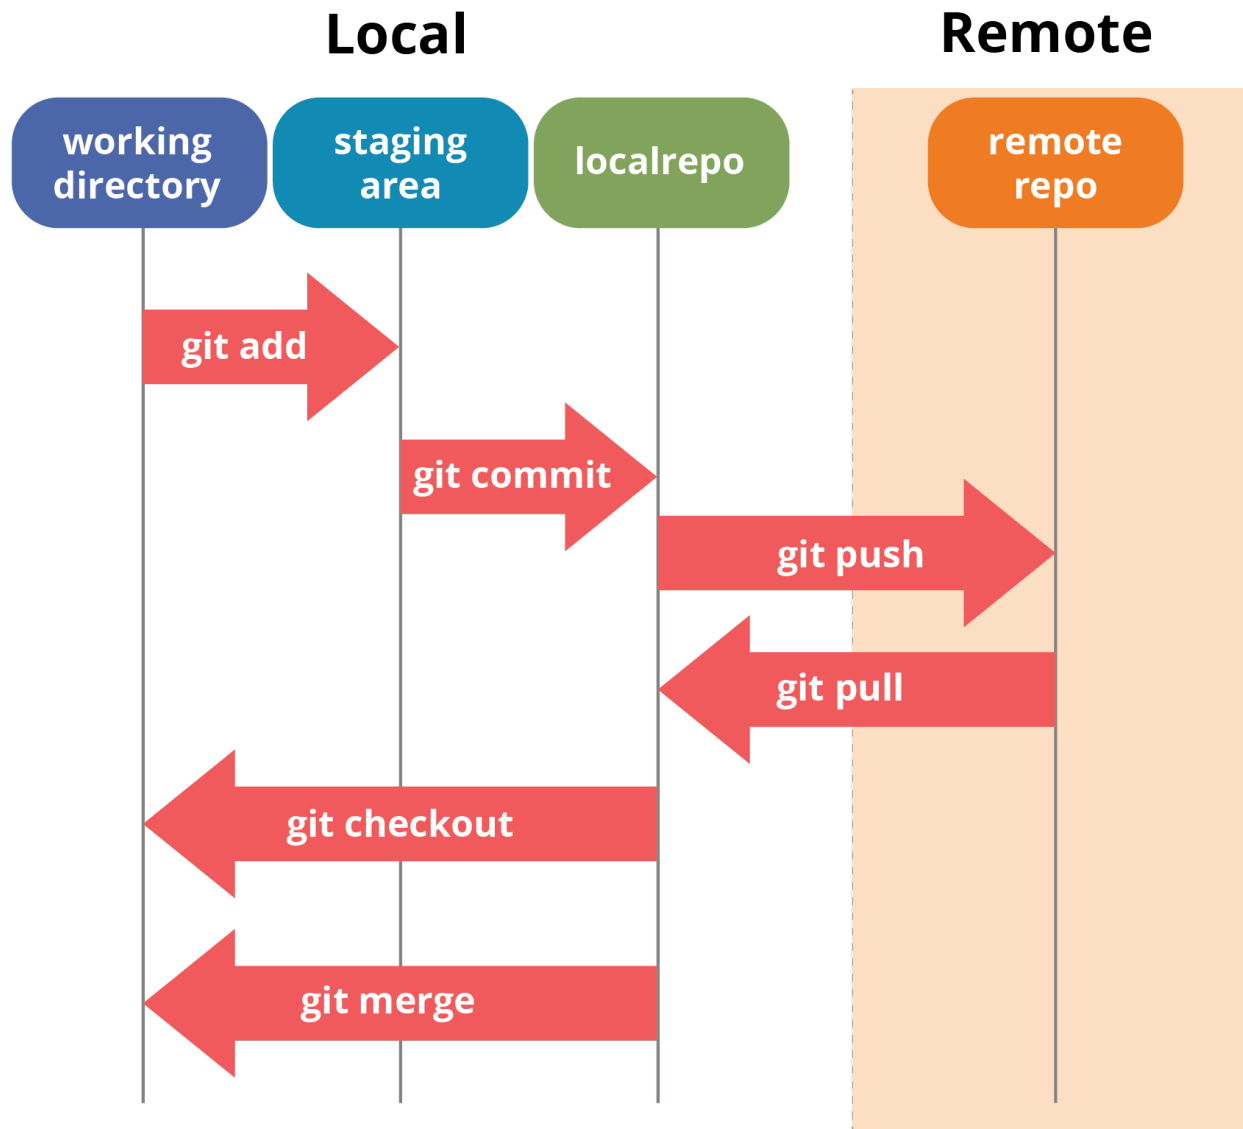 Local
Remote
working
directory
staging
area
localrepo
remote
repo
git add
git commit
git push
git pull
git checkout
git merge